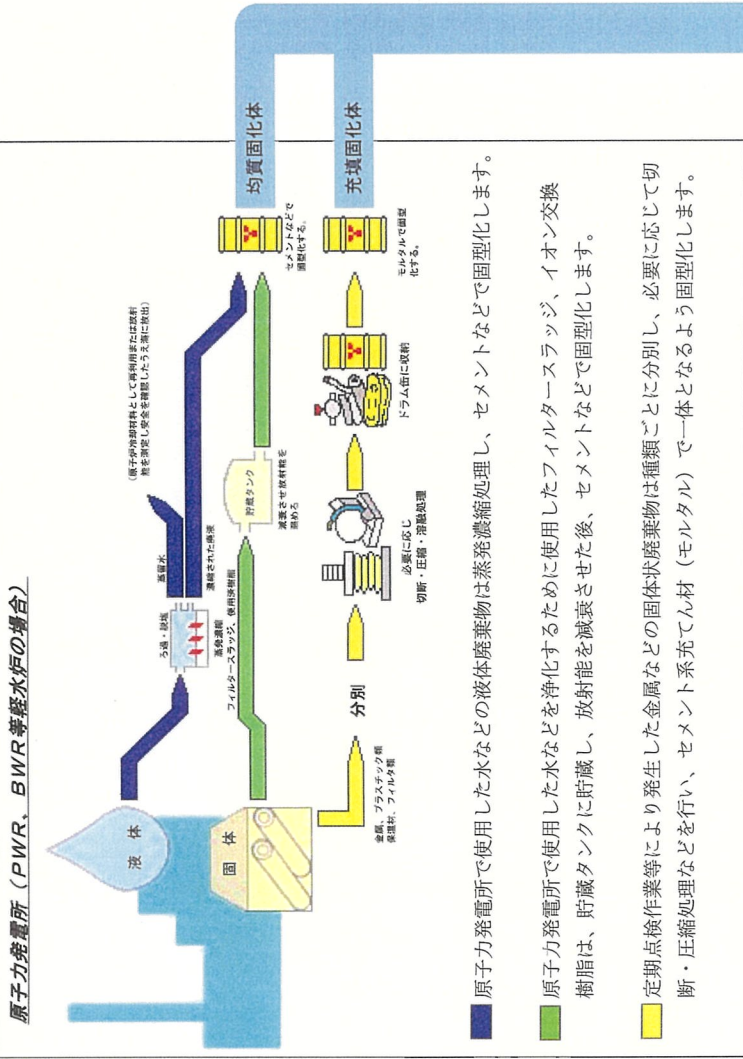 原子力発電所（PWR、BWR等軽水炉の場合）
液　体
ろ過・脱塩
蒸発濃縮
蒸留水
（原子炉冷却材料として再利用または放射
能を測定し安全を確認したうえ海に放出）
濃縮された廃液
固　体
フィルタースラッジ、使用済樹脂
貯蔵タンク
減衰させ放射能を
弱める
セメントなどで
固型化する。
均質固化体
金属、プラスチック類
保温材、フィルタ類
分別
必要に応じ
切断・圧縮・溶融処理
ドラム缶に収納
モルタルで固型
化する。
充填固化体
原子力発電所で使用した水などの液体廃棄物は蒸発濃縮処理し、セメントなどで固型化します。
原子力発電所で使用した水などを浄化するために使用したフィルタースラッジ、イオン交換
樹脂は、貯蔵タンクに貯蔵し、放射能を減衰させた後、セメントなどで固型化します。
定期点検作業等により発生した金属などの固体状廃棄物は種類ごとに分別し、必要に応じて切
断・圧縮処理などを行い、セメント系充てん材（モルタル）で一体となるよう固型化します。